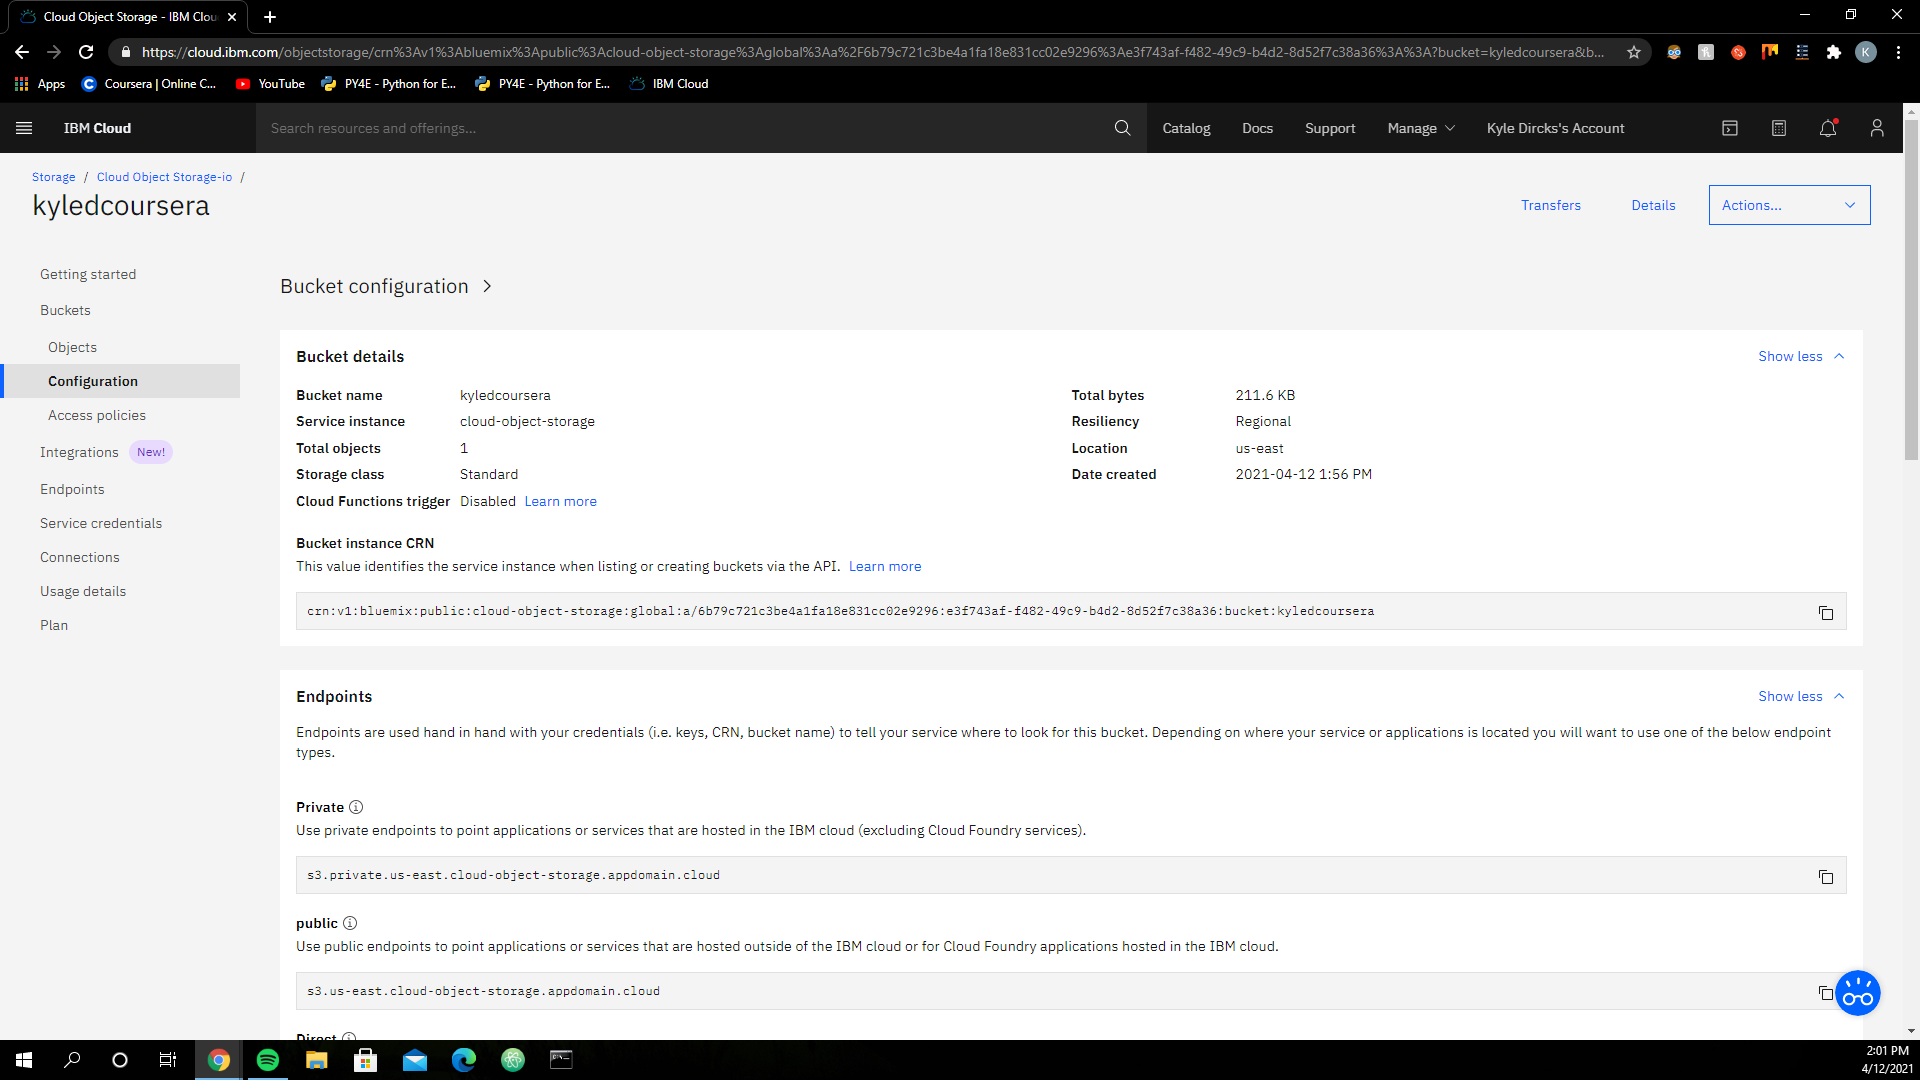 Cloud Object Storage - IBM Clou
https://cloud.ibm.com/objectstorage/crn%3Av1%3Abluemix%3Apublic%3Acloud-object-storage%3Aglobal%3Aa%2F6b79c721c3be4a1fa18e831cc02e9296%3Ae3f743af-f482-49c9-b4d2-8d52f7c38a36%3A%3A?bucket=kyledcoursera&b...
K
Apps
Coursera | Online C...
YouTube
PY4E - Python for E...
PY4E - Python for E...
IBM Cloud
IBM Cloud
Search resources and offerings...
Catalog
Docs
Support
Manage
Kyle Dircks's Account
Storage / Cloud Object Storage-io /
kyledcoursera
Transfers
Details
Actions...
Getting started
Buckets
Objects
Configuration
Access policies
Integrations New!
Endpoints
Service credentials
Connections
Usage details
Plan
Bucket configuration
Bucket details
Show less
Bucket name kyledcoursera
Service instance cloud-object-storage
Total objects 1
Storage class Standard
Cloud Functions trigger Disabled Learn more
Total bytes 211.6 KB
Resiliency Regional
Location us-east
Date created 2021-04-12 1:56 PM
Bucket instance CRN
This value identifies the service instance when listing or creating buckets via the API. Learn more
crn:v1:bluemix:public:cloud-object-storage:global:a/6b79c721c3be4a1fa18e831cc02e9296:e3f743af-f482-49c9-b4d2-8d52f7c38a36:bucket:kyledcoursera
Endpoints
Show less
Endpoints are used hand in hand with your credentials (i.e. keys, CRN, bucket name) to tell your service where to look for this bucket. Depending on where your service or applications is located you will want to use one of the below endpoint
types.
Private
Use private endpoints to point applications or services that are hosted in the IBM cloud (excluding Cloud Foundry services).
s3.private.us-east.cloud-object-storage.appdomain.cloud
public
Use public endpoints to point applications or services that are hosted outside of the IBM cloud or for Cloud Foundry applications hosted in the IBM cloud.
s3.us-east.cloud-object-storage.appdomain.cloud
Direct
2:01 PM
4/12/2021